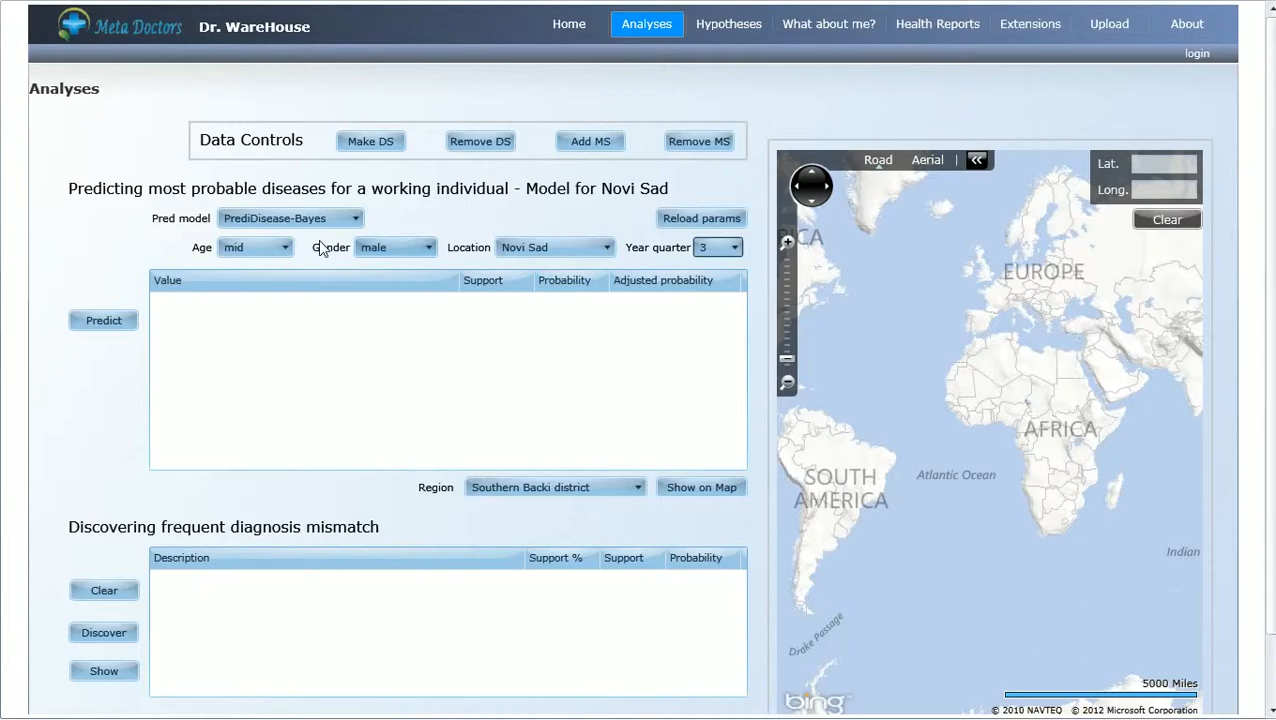 Meta Doctors Dr. WareHouse Home Analyses Hypotheses What about me? Health Reports Extensions Upload About
login
Analyses
Data Controls Make DS Remove DS Add MS Remove MS
Predicting most probable diseases for a working individual - Model for Novi Sad
Pred model PrediDisease-Bayes Reload params
Age mid Gender male Location Novi Sad Year quarter 3
Value Support Probability Adjusted probability
Predict
Region Southern Backi district Show on Map
Discovering frequent diagnosis mismatch
Description Support % Support Probability
Clear
Discover
Show
Road Aerial | «
Lat.
Long.
Clear
EUROPE
AFRICA
SOUTH
AMERICA
Atlantic Ocean
Indian
Drake Passage
5000 Miles
bing
© 2010 NAVTEQ © 2012 Microsoft Corporation